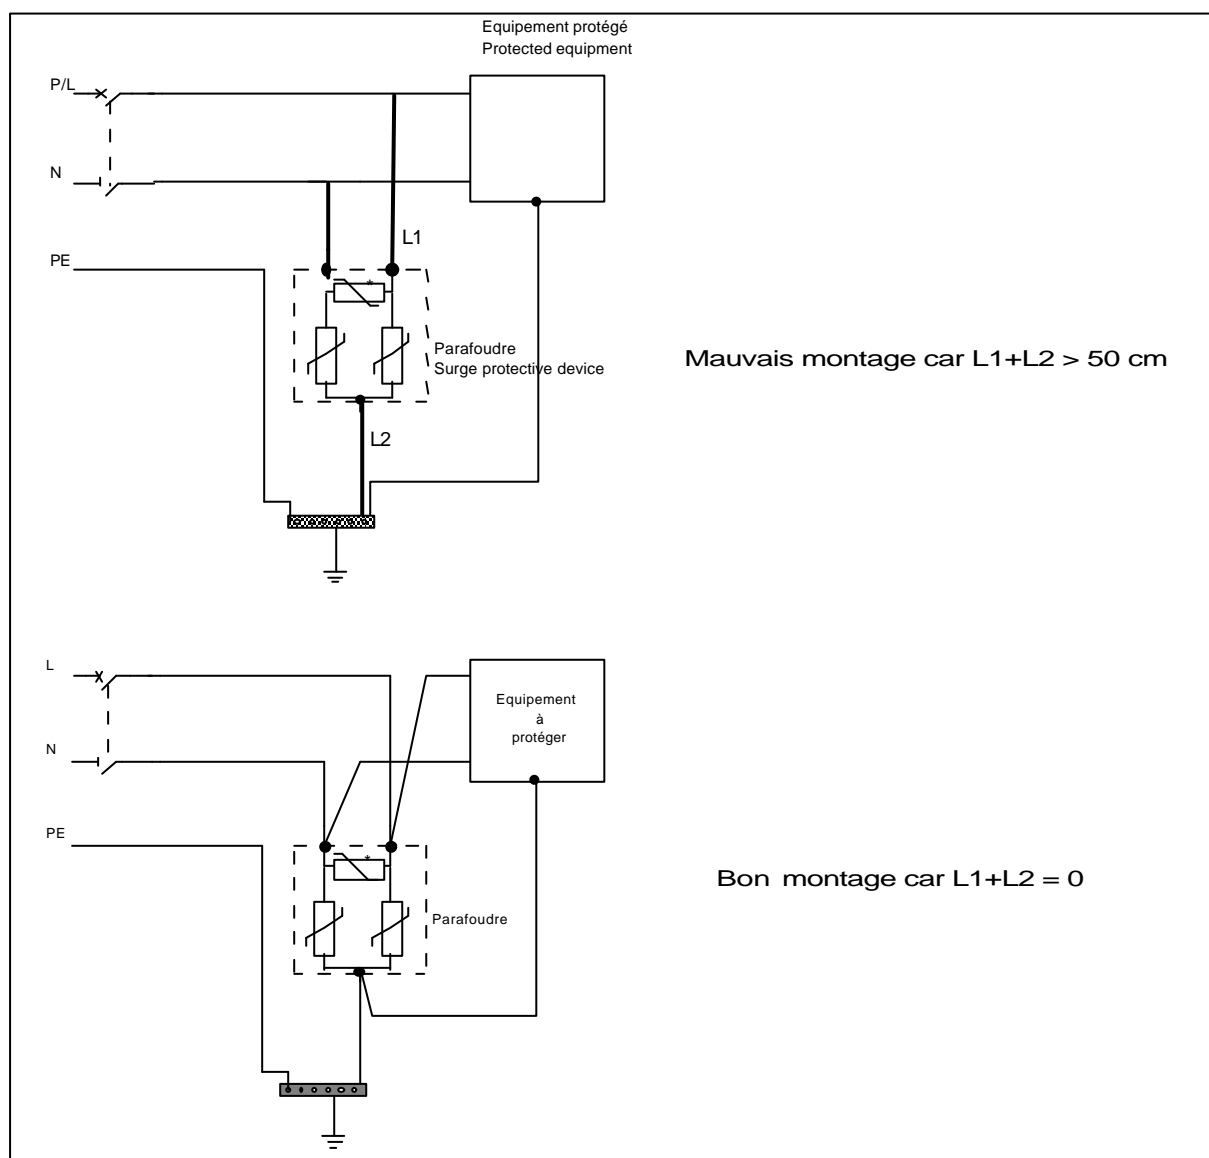 Equipement protégé
Protected equipment
P/L
N
L1
PE
*
Parafoudre
Surge protective device
Mauvais montage car L1+L2 > 50 cm
L2
L
Equipement
à
protéger
N
PE
*
Bon montage car L1+L2 = 0
Parafoudre